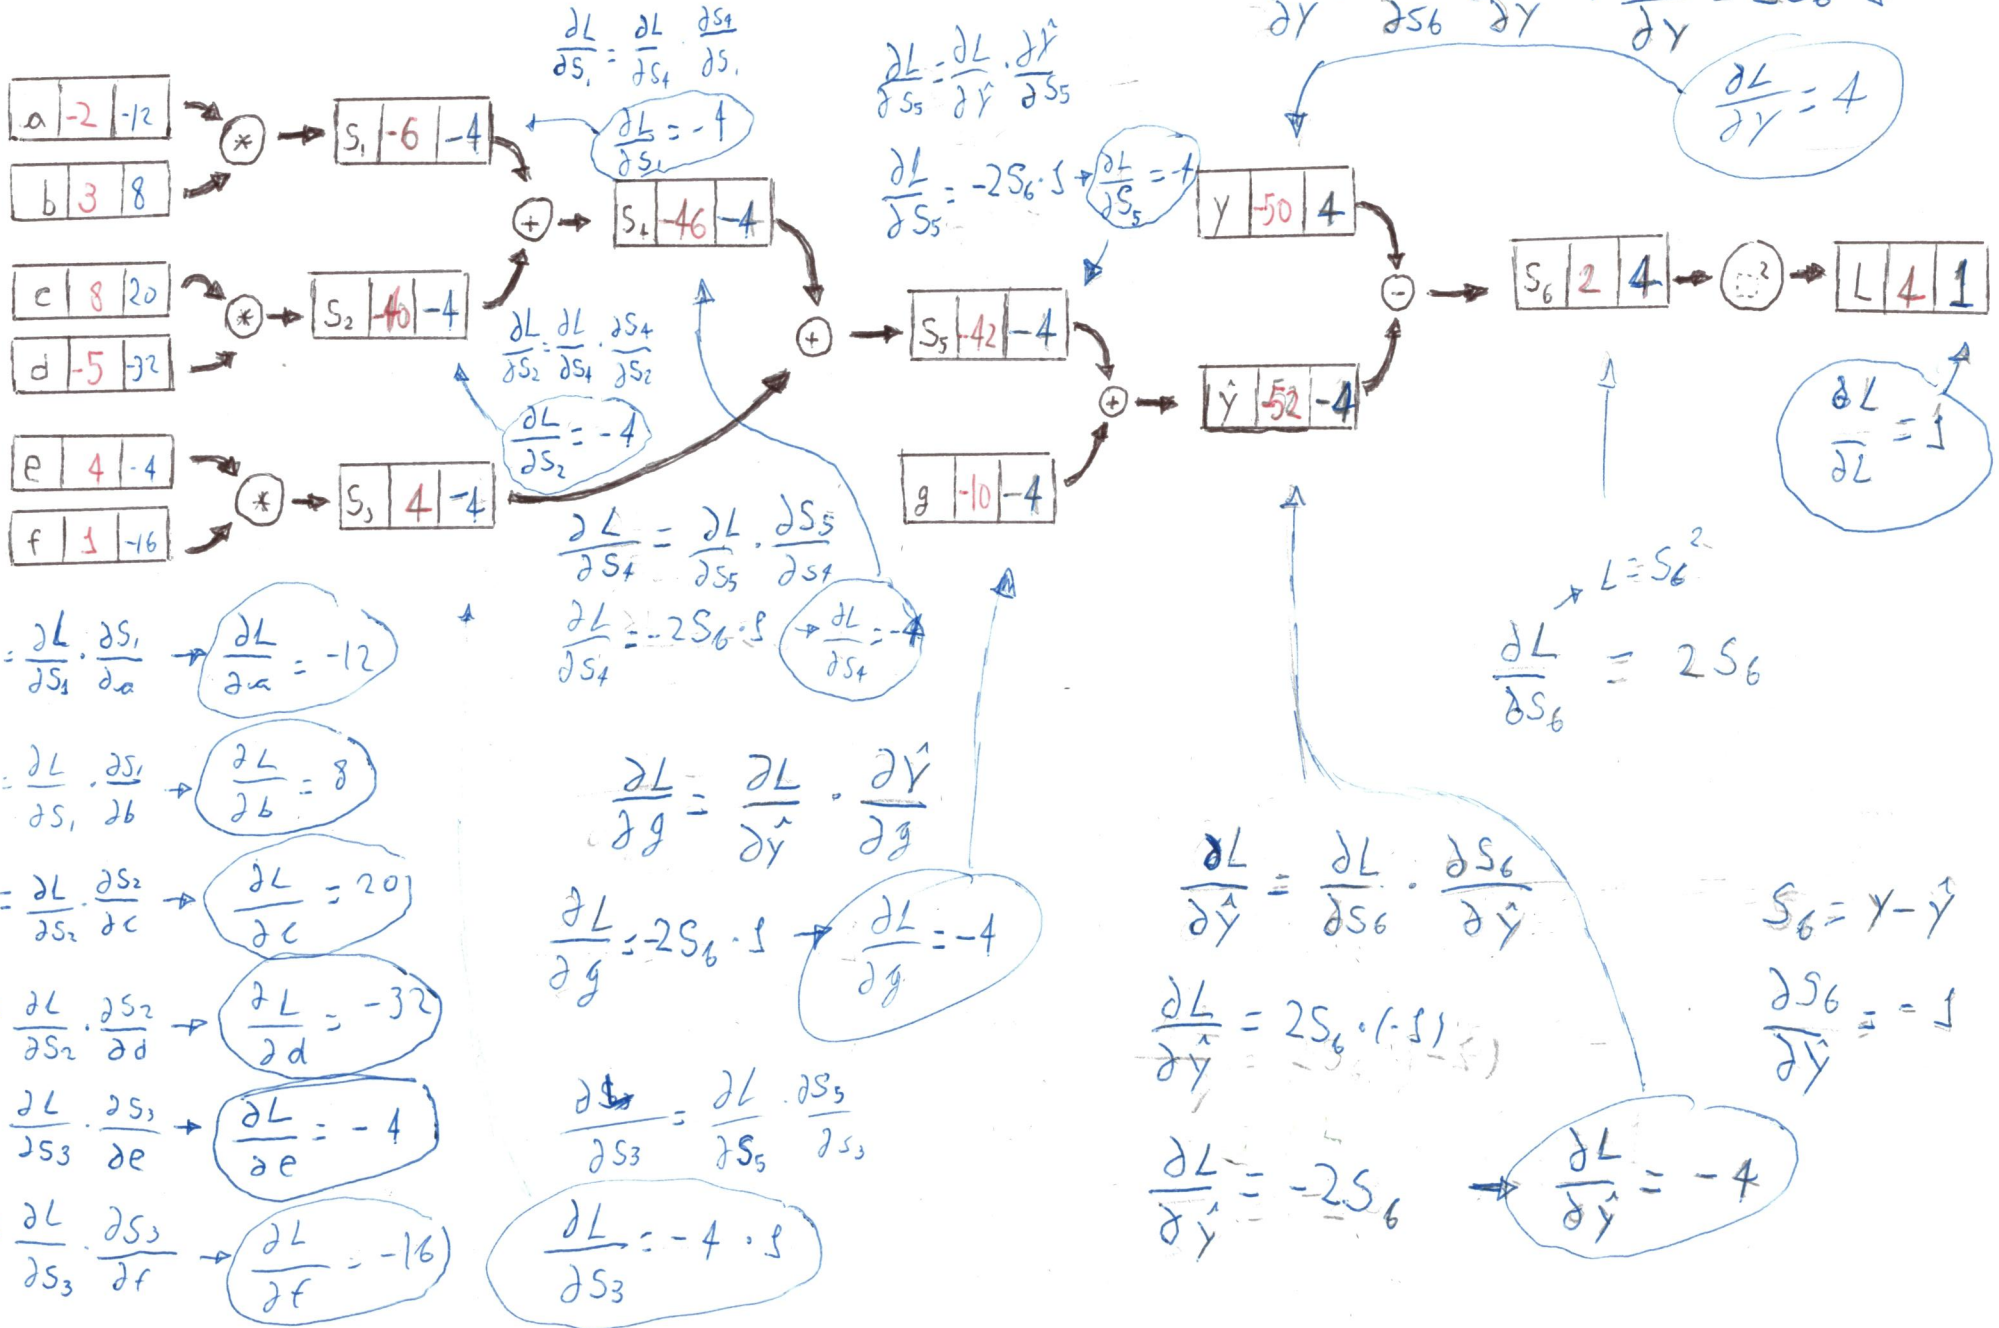 ∂Y ∂S6 ∂Y ∂Y
∂L/∂Y = 4
∂L/∂S₁ = ∂L/∂S4 · ∂S4/∂S₁
∂L/∂S₁ = -4
∂L/∂S5 = ∂L/∂Ŷ · ∂Ŷ/∂S5
∂L/∂S5 = -2S6 · 1 → ∂L/∂S5 = -4
a -2 -12
b 3 8
*
S₁ -6 -4
+
S4 -46 -4
c 8 20
d -5 -32
*
S2 -40 -4
∂L/∂S2 = ∂L/∂S4 · ∂S4/∂S2
∂L/∂S2 = -4
e 4 -4
f 1 -16
*
S3 4 -4
+
S5 -42 -4
g -10 -4
+
Y -50 4
Ŷ -52 -4
-
S6 2 4
□²
L 4 1
∂L/∂L = 1
L = S6²
∂L/∂S6 = 2S6
∂L/∂S4 = ∂L/∂S5 · ∂S5/∂S4
∂L/∂S4 = -2S6 · 1 → ∂L/∂S4 = -4
= ∂L/∂S1 · ∂S1/∂a → ∂L/∂a = -12
= ∂L/∂S1 · ∂S1/∂b → ∂L/∂b = 8
= ∂L/∂S2 · ∂S2/∂c → ∂L/∂c = 20
∂L/∂S2 · ∂S2/∂d → ∂L/∂d = -32
∂L/∂S3 · ∂S3/∂e → ∂L/∂e = -4
∂L/∂S3 · ∂S3/∂f → ∂L/∂f = -16
∂L/∂g = ∂L/∂Ŷ · ∂Ŷ/∂g
∂L/∂g = -2S6 · 1 → ∂L/∂g = -4
∂L/∂S3 = ∂L/∂S5 · ∂S5/∂S3
∂L/∂S3 = -4 · 1
∂L/∂Ŷ = ∂L/∂S6 · ∂S6/∂Ŷ
∂L/∂Ŷ = 2S6 · (-1)
∂L/∂Ŷ = -2S6 → ∂L/∂Ŷ = -4
S6 = Y - Ŷ
∂S6/∂Ŷ = -1